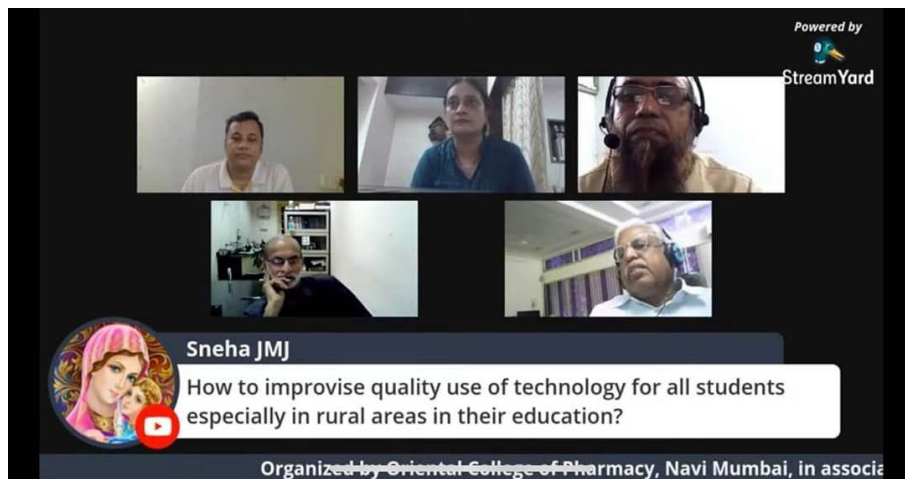 Powered by
StreamYard
Sneha JMJ
How to improvise quality use of technology for all students
especially in rural areas in their education?
Organized by Oriental College of Pharmacy, Navi Mumbai, in associa